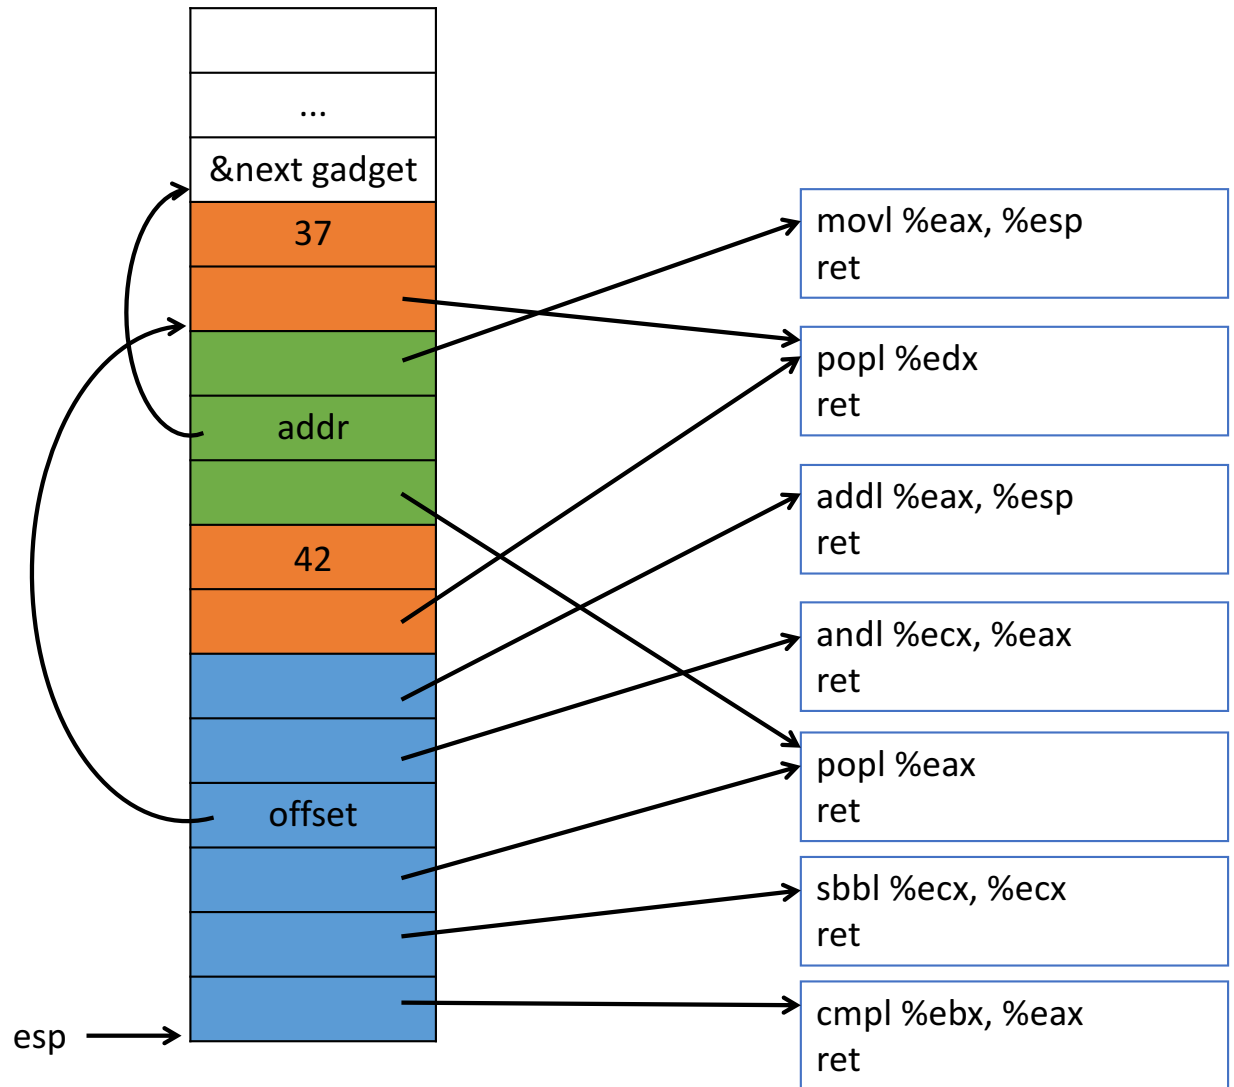 ...
&next gadget
37
addr
42
offset
esp
movl %eax, %esp
ret
popl %edx
ret
addl %eax, %esp
ret
andl %ecx, %eax
ret
popl %eax
ret
sbbl %ecx, %ecx
ret
cmpl %ebx, %eax
ret